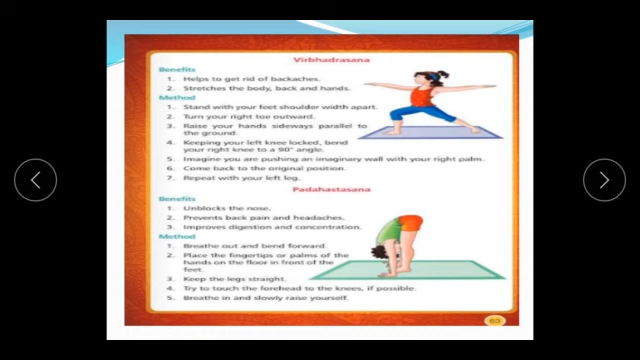 Virbhadrasana
Benefits
1. Helps to get rid of backaches.
2. Stretches the body, back and hands.
Method
1. Stand with your feet shoulder width apart.
2. Turn your right toe outward.
3. Raise your hands sideways parallel to
the ground.
4. Keeping your left knee locked, bend
your right knee to a 90° angle.
5. Imagine you are pushing an imaginary wall with your right palm.
6. Come back to the original position.
7. Repeat with your left leg.
Padahastasana
Benefits
1. Unblocks the nose.
2. Prevents back pain and headaches.
3. Improves digestion and concentration.
Method
1. Breathe out and bend forward.
2. Place the fingertips or palms of the
hands on the floor in front of the
feet.
3. Keep the legs straight.
4. Try to touch the forehead to the knees, if possible.
5. Breathe in and slowly raise yourself.
63